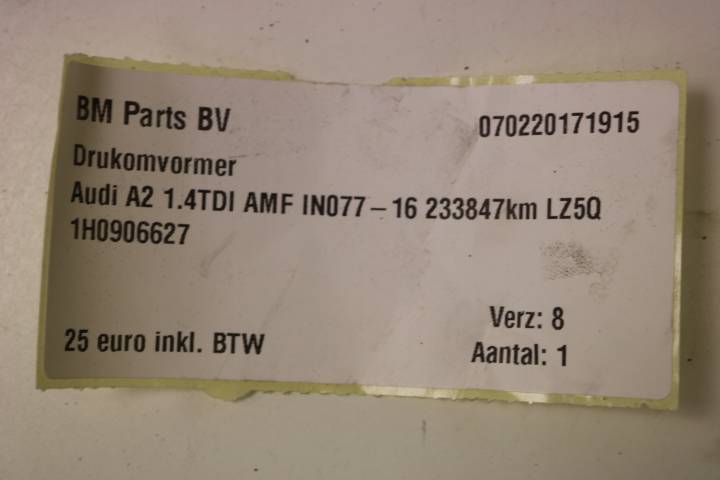 BM Parts BV 070220171915
Drukomvormer
Audi A2 1.4TDI AMF IN077-16 233847km LZ5Q
1H0906627
Verz: 8
25 euro inkl. BTW
Aantal: 1